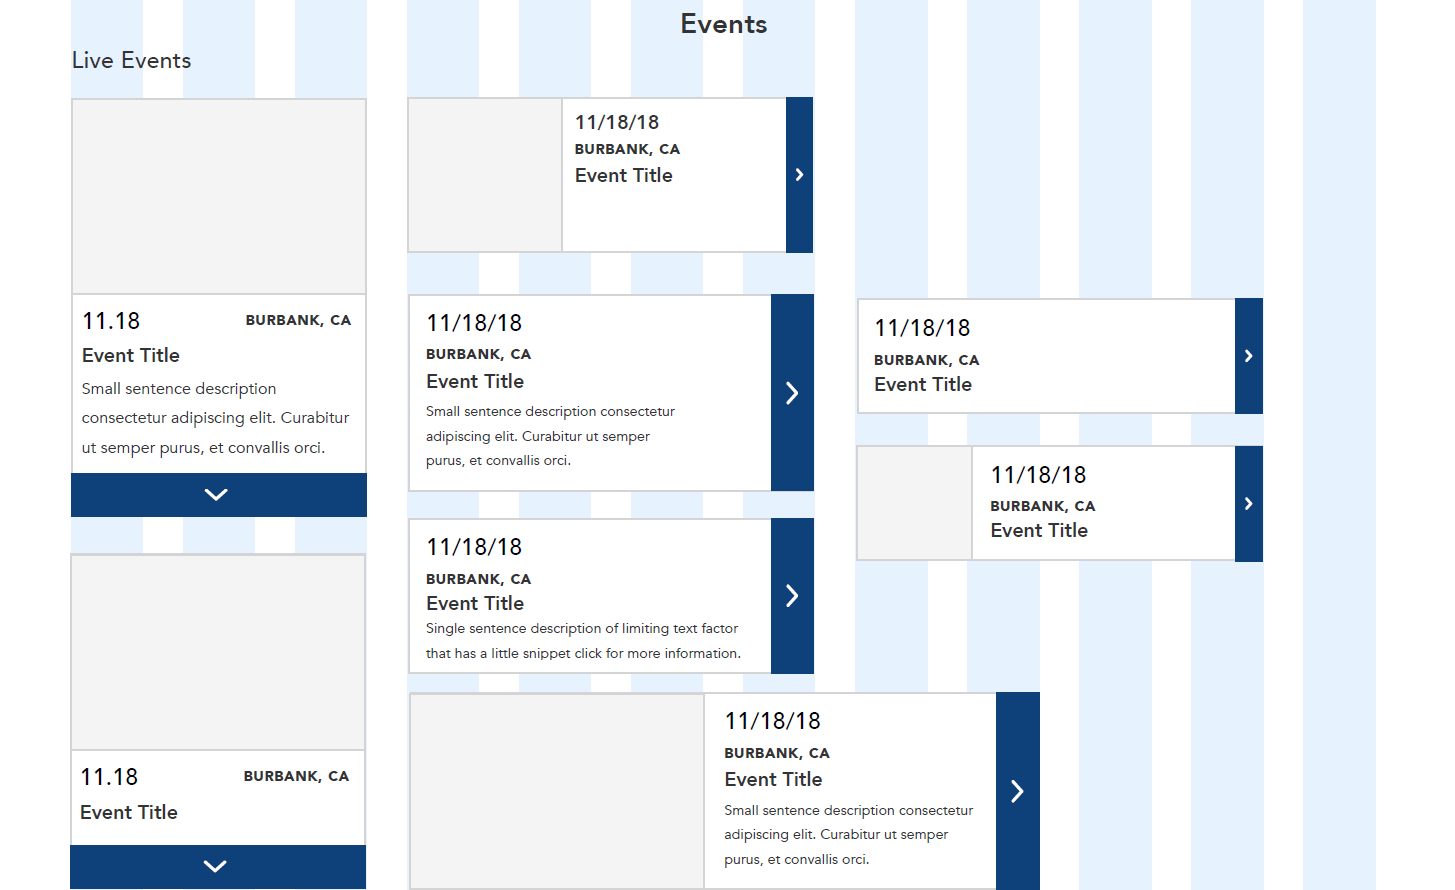 Events
Live Events
11.18
BURBANK, CA
Event Title
Small sentence description
consectetur adipiscing elit. Curabitur
ut semper purus, et convallis orci.
11.18
BURBANK, CA
Event Title
11/18/18
BURBANK, CA
Event Title
11/18/18
BURBANK, CA
Event Title
Small sentence description consectetur
adipiscing elit. Curabitur ut semper
purus, et convallis orci.
11/18/18
BURBANK, CA
Event Title
Single sentence description of limiting text factor
that has a little snippet click for more information.
11/18/18
BURBANK, CA
Event Title
Small sentence description consectetur
adipiscing elit. Curabitur ut semper
purus, et convallis orci.
11/18/18
BURBANK, CA
Event Title
11/18/18
BURBANK, CA
Event Title